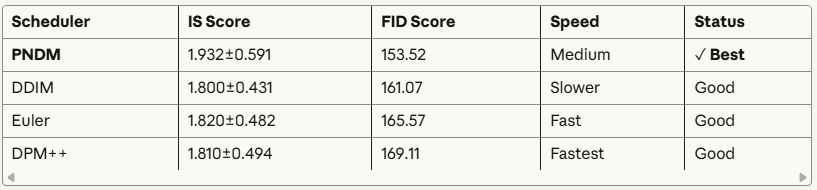 Scheduler IS Score FID Score Speed Status
PNDM 1.932±0.591 153.52 Medium ✓ Best
DDIM 1.800±0.431 161.07 Slower Good
Euler 1.820±0.482 165.57 Fast Good
DPM++ 1.810±0.494 169.11 Fastest Good